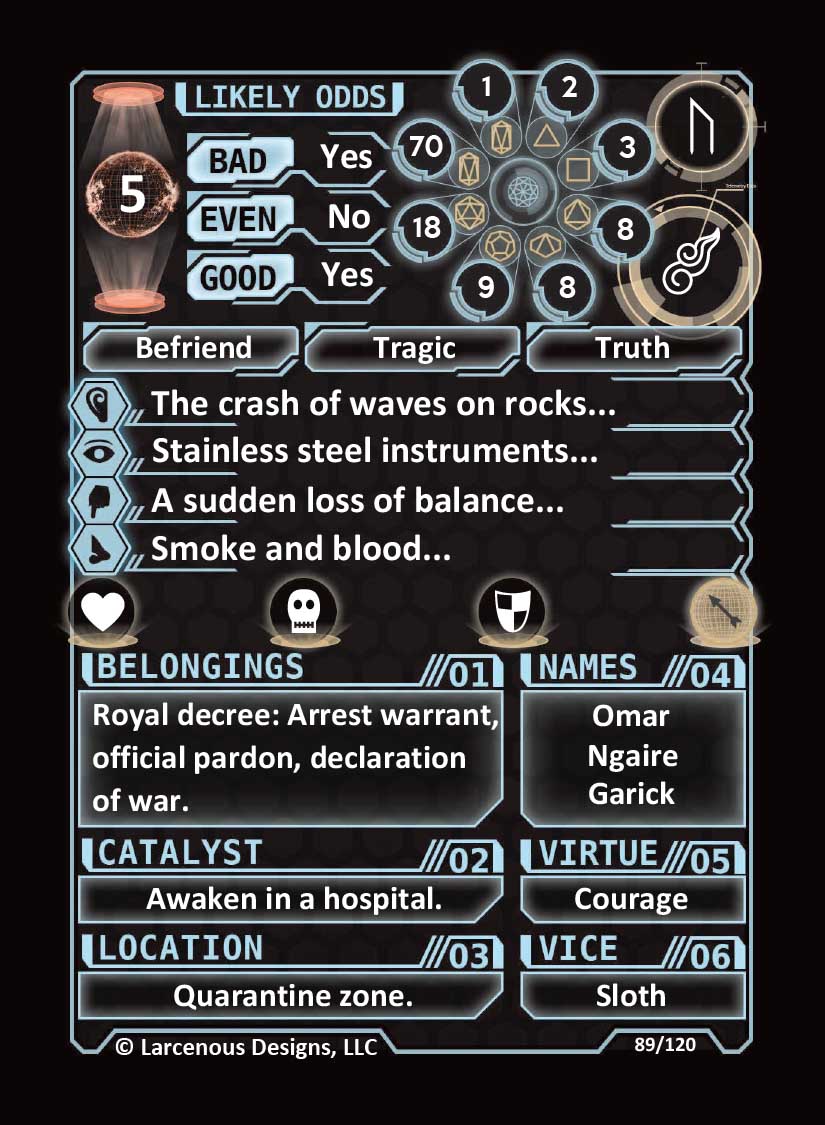 LIKELY ODDS
5
BAD Yes
EVEN No
GOOD Yes
1
2
70
3
18
8
9
8
ᚢ
Befriend Tragic Truth
The crash of waves on rocks...
Stainless steel instruments...
A sudden loss of balance...
Smoke and blood...
BELONGINGS ///01
Royal decree: Arrest warrant,
official pardon, declaration
of war.
NAMES ///04
Omar
Ngaire
Garick
CATALYST ///02
Awaken in a hospital.
VIRTUE ///05
Courage
LOCATION ///03
Quarantine zone.
VICE ///06
Sloth
© Larcenous Designs, LLC
89/120